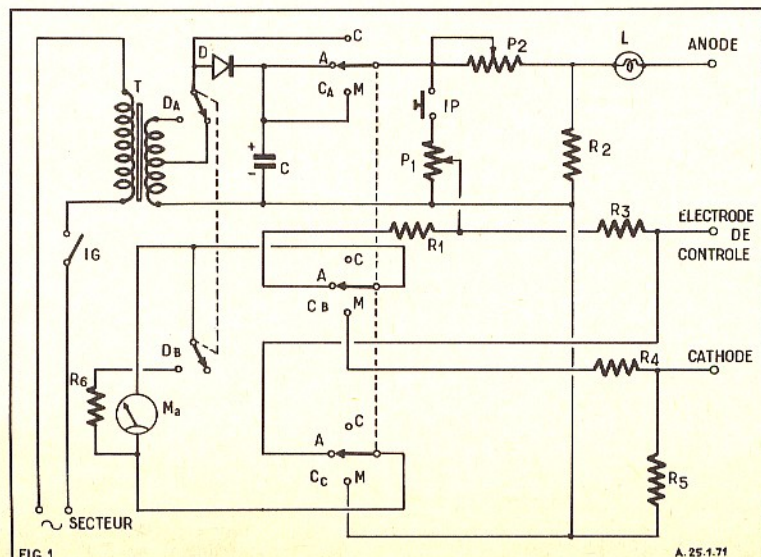 C
P2
L
ANODE
D
A
T
DA
CA M
IP
+
-
C
P1
R2
R1
R3
ÉLECTRODE
DE
CONTROLE
IG
C
A
CB M
DB
R4
CATHODE
R6
Ma
C
A
CC M
R5
~ SECTEUR
FIG 1
A. 25.1.71